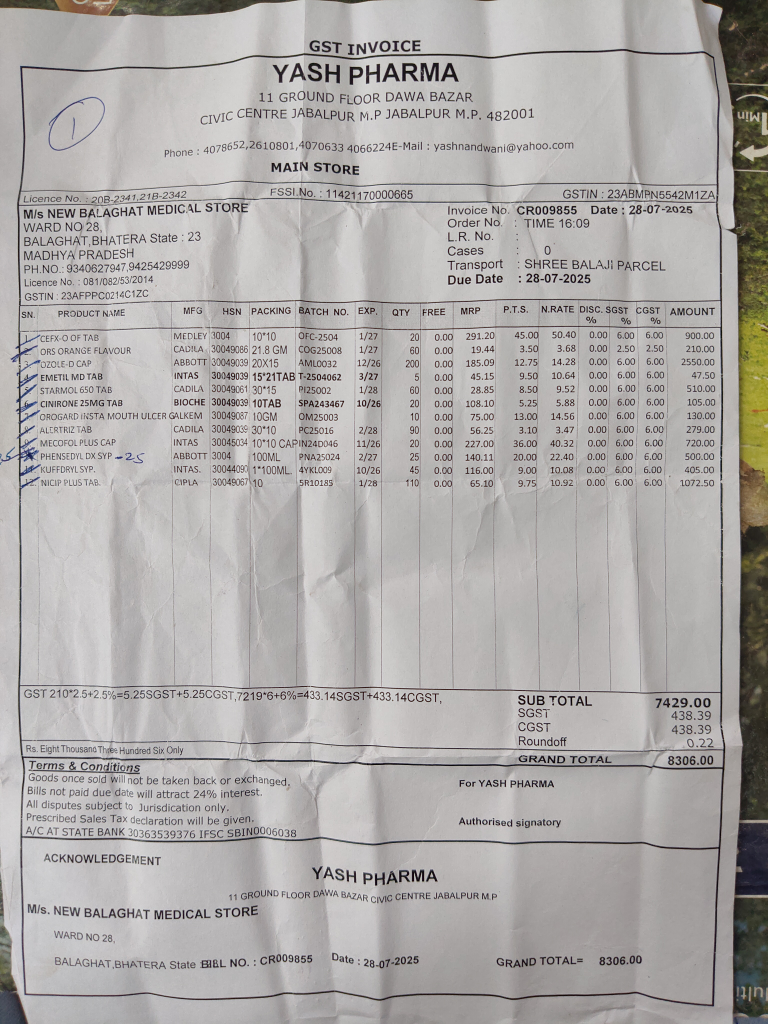 GST INVOICE
YASH PHARMA
11 GROUND FLOOR DAWA BAZAR
CIVIC CENTRE JABALPUR M.P JABALPUR M.P. 482001
1
Phone : 4078652,2610801,4070633 4066224E-Mail : yashnandwani@yahoo.com
MAIN STORE
Licence No. : 20B-2341,21B-2342 FSSI.No. : 11421170000665 GSTIN : 23ABMPN5542M1ZA
M/s NEW BALAGHAT MEDICAL STORE
WARD NO 28,
BALAGHAT,BHATERA State : 23
MADHYA PRADESH
PH.NO.: 9340627947,9425429999
Licence No. : 081/082/53/2014
GSTIN : 23AFPPC0214C1ZC
Invoice No. CR009855 Date : 28-07-2025
Order No. : TIME 16:09
L.R. No. :
Cases : 0
Transport : SHREE BALAJI PARCEL
Due Date : 28-07-2025
SN. PRODUCT NAME MFG HSN PACKING BATCH NO. EXP. QTY FREE MRP P.T.S. N.RATE DISC. % SGST % CGST % AMOUNT
CEFX-O OF TAB MEDLEY 3004 10*10 OFC-2504 1/27 20 0.00 291.20 45.00 50.40 0.00 6.00 6.00 900.00
ORS ORANGE FLAVOUR CADILA 30049086 21.8 GM COG25008 1/27 60 0.00 19.44 3.50 3.68 0.00 2.50 2.50 210.00
OZOLE-D CAP ABBOTT 30049039 20X15 AML0032 12/26 200 0.00 185.09 12.75 14.28 0.00 6.00 6.00 2550.00
EMETIL MD TAB INTAS 30049039 15*21TAB T-2504062 3/27 5 0.00 45.15 9.50 10.64 0.00 6.00 6.00 47.50
STARMOL 650 TAB CADILA 30049061 30*15 PI25002 1/28 60 0.00 28.85 8.50 9.52 0.00 6.00 6.00 510.00
CINIRONE 25MG TAB BIOCHE 30049039 10TAB SPA243467 10/26 20 0.00 108.10 5.25 5.88 0.00 6.00 6.00 105.00
OROGARD INSTA MOUTH ULCER G ALKEM 30049087 10GM OM25003 10 0.00 75.00 13.00 14.56 0.00 6.00 6.00 130.00
ALERTRIZ TAB CADILA 30049039 30*10 PC25016 2/28 90 0.00 56.25 3.10 3.47 0.00 6.00 6.00 279.00
MECOFOL PLUS CAP INTAS 30045034 10*10 CAP IN24D046 11/26 20 0.00 227.00 36.00 40.32 0.00 6.00 6.00 720.00
PHENSEDYL DX SYP -25 ABBOTT 3004 100ML PNA25024 2/27 25 0.00 140.11 20.00 22.40 0.00 6.00 6.00 500.00
KUFFDRYL SYP. INTAS. 30044090 1*100ML. 4YKL009 10/26 45 0.00 116.00 9.00 10.08 0.00 6.00 6.00 405.00
NICIP PLUS TAB. CIPLA 30049067 10 5R10185 1/28 110 0.00 65.10 9.75 10.92 0.00 6.00 6.00 1072.50
GST 210*2.5+2.5%=5.25SGST+5.25CGST,7219*6+6%=433.14SGST+433.14CGST,
SUB TOTAL 7429.00
SGST 438.39
CGST 438.39
Roundoff 0.22
Rs. Eight Thousand Three Hundred Six Only
GRAND TOTAL 8306.00
Terms & Conditions
Goods once sold will not be taken back or exchanged,
Bills not paid due date will attract 24% interest.
All disputes subject to Jurisdication only.
Prescribed Sales Tax declaration will be given.
A/C AT STATE BANK 30363539376 IFSC SBIN0006038
For YASH PHARMA
Authorised signatory
ACKNOWLEDGEMENT
YASH PHARMA
11 GROUND FLOOR DAWA BAZAR CIVIC CENTRE JABALPUR M.P
M/s. NEW BALAGHAT MEDICAL STORE
WARD NO 28,
BALAGHAT,BHATERA State BILL NO. : CR009855 Date : 28-07-2025 GRAND TOTAL= 8306.00